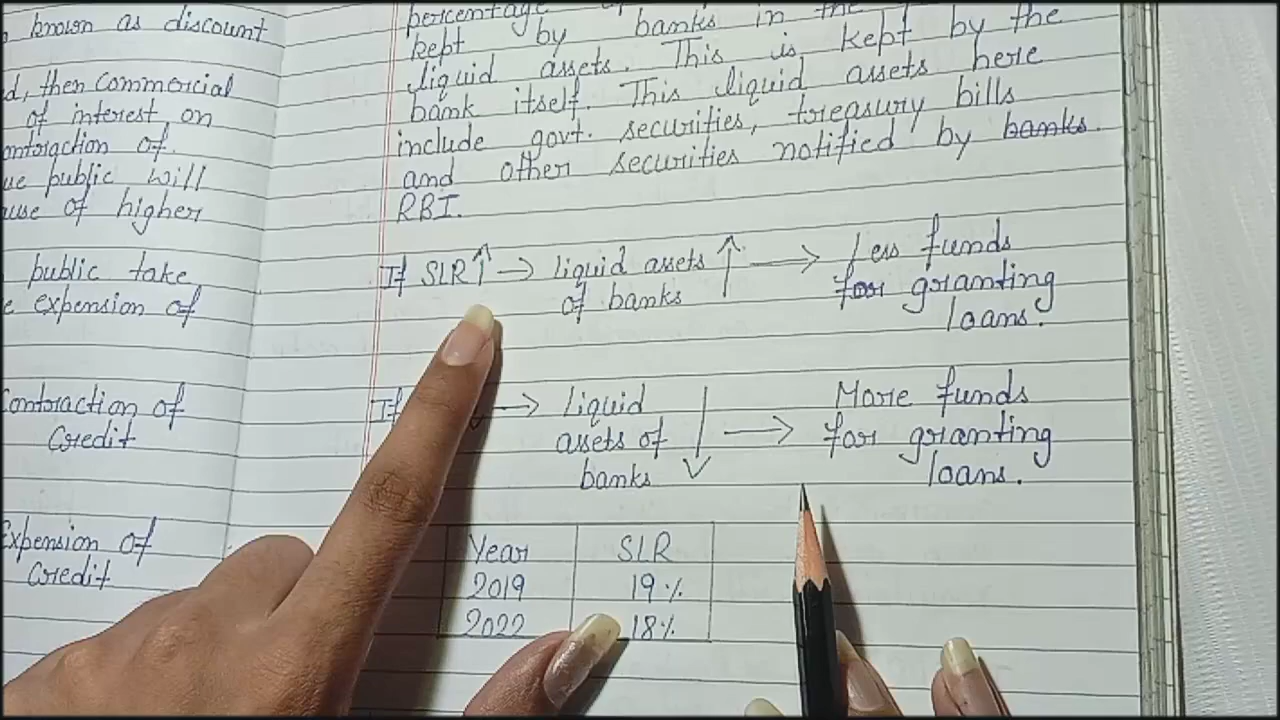 known as discount
d, then Commercial
of interest on
ontraction of
ue public will
use of higher
public take
expension of
Contraction of
Credit
Expension of
Credit
percentage
kept by banks in the
liquid assets. This is kept by the
bank itself. This liquid assets here
include govt. securities, treasury bills
and other securities notified by banks.
RBI.
If SLR ↑ → liquid assets ↑ → Less funds
of banks for granting
loans.
If → liquid ↓ → More funds
assets of for granting
banks loans.
Year SLR
2019 19%
2022 18%